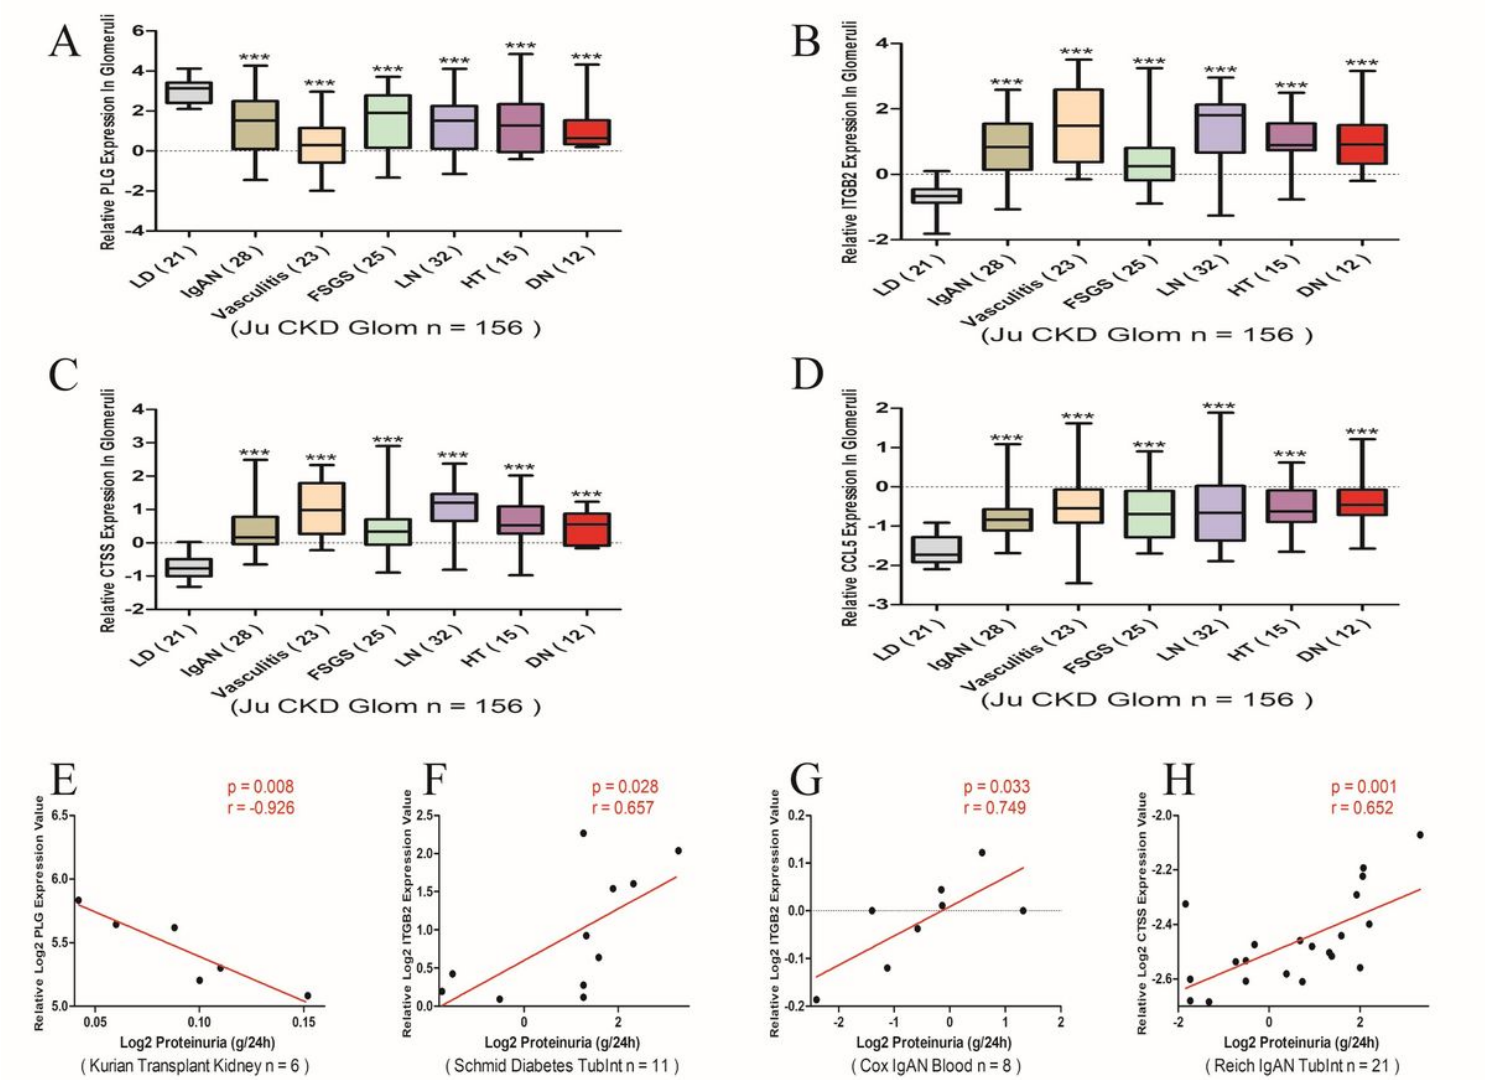 A
Relative PLG Expression In Glomeruli
6
4
2
0
-2
-4
***
***
***
***
***
***
LD ( 21 )
IgAN ( 28 )
Vasculitis ( 23 )
FSGS ( 25 )
LN ( 32 )
HT ( 15 )
DN ( 12 )
(Ju CKD Glom n = 156 )
B
Relative ITGB2 Expression In Glomeruli
4
2
0
-2
***
***
***
***
***
***
LD ( 21 )
IgAN ( 28 )
Vasculitis ( 23 )
FSGS ( 25 )
LN ( 32 )
HT ( 15 )
DN ( 12 )
(Ju CKD Glom n = 156 )
C
Relative CTSS Expression In Glomeruli
4
3
2
1
0
-1
-2
***
***
***
***
***
***
LD ( 21 )
IgAN ( 28 )
Vasculitis ( 23 )
FSGS ( 25 )
LN ( 32 )
HT ( 15 )
DN ( 12 )
(Ju CKD Glom n = 156 )
D
Relative CCL5 Expression In Glomeruli
2
1
0
-1
-2
-3
***
***
***
***
***
***
LD ( 21 )
IgAN ( 28 )
Vasculitis ( 23 )
FSGS ( 25 )
LN ( 32 )
HT ( 15 )
DN ( 12 )
(Ju CKD Glom n = 156 )
E
p = 0.008
r = -0.926
Relative Log2 PLG Expression Value
6.5
6.0
5.5
5.0
0.05
0.10
0.15
Log2 Proteinuria (g/24h)
( Kurian Transplant Kidney n = 6 )
F
p = 0.028
r = 0.657
Relative Log2 ITGB2 Expression Value
2.5
2.0
1.5
1.0
0.5
0.0
0
2
Log2 Proteinuria (g/24h)
( Schmid Diabetes TubInt n = 11 )
G
p = 0.033
r = 0.749
Relative Log2 ITGB2 Expression Value
0.2
0.1
0.0
-0.1
-0.2
-2
-1
0
1
2
Log2 Proteinuria (g/24h)
( Cox IgAN Blood n = 8 )
H
p = 0.001
r = 0.652
Relative Log2 CTSS Expression Value
-2.0
-2.2
-2.4
-2.6
-2
0
2
Log2 Proteinuria (g/24h)
( Reich IgAN TubInt n = 21 )